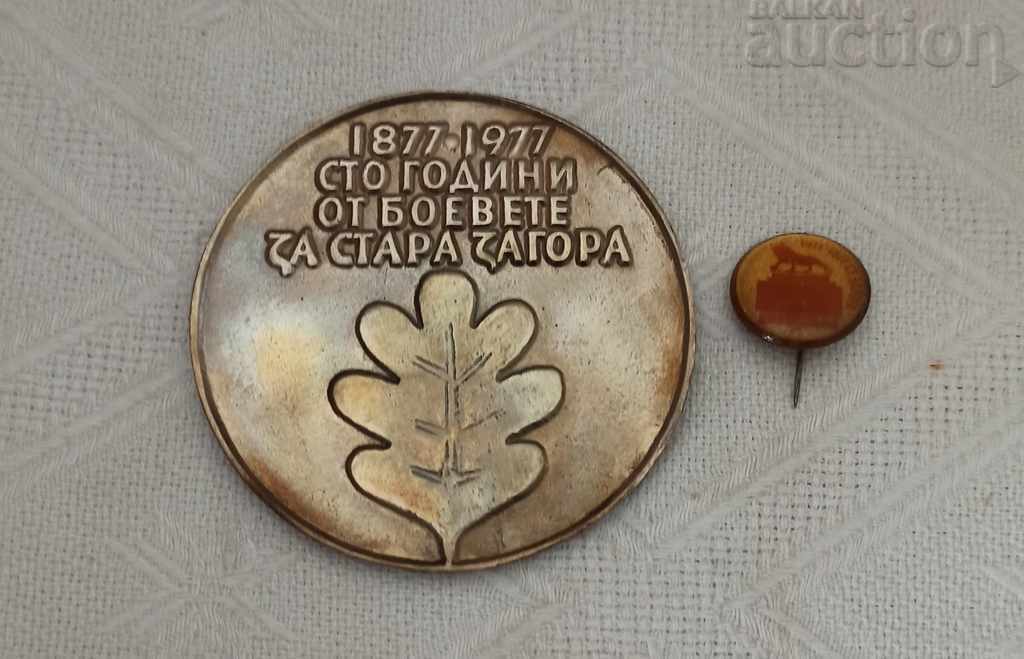 BALKAN
auction
1877·1977
СТО ГОДИНИ
ОТ БОЕВЕТЕ
ЗА СТАРА ЗАГОРА